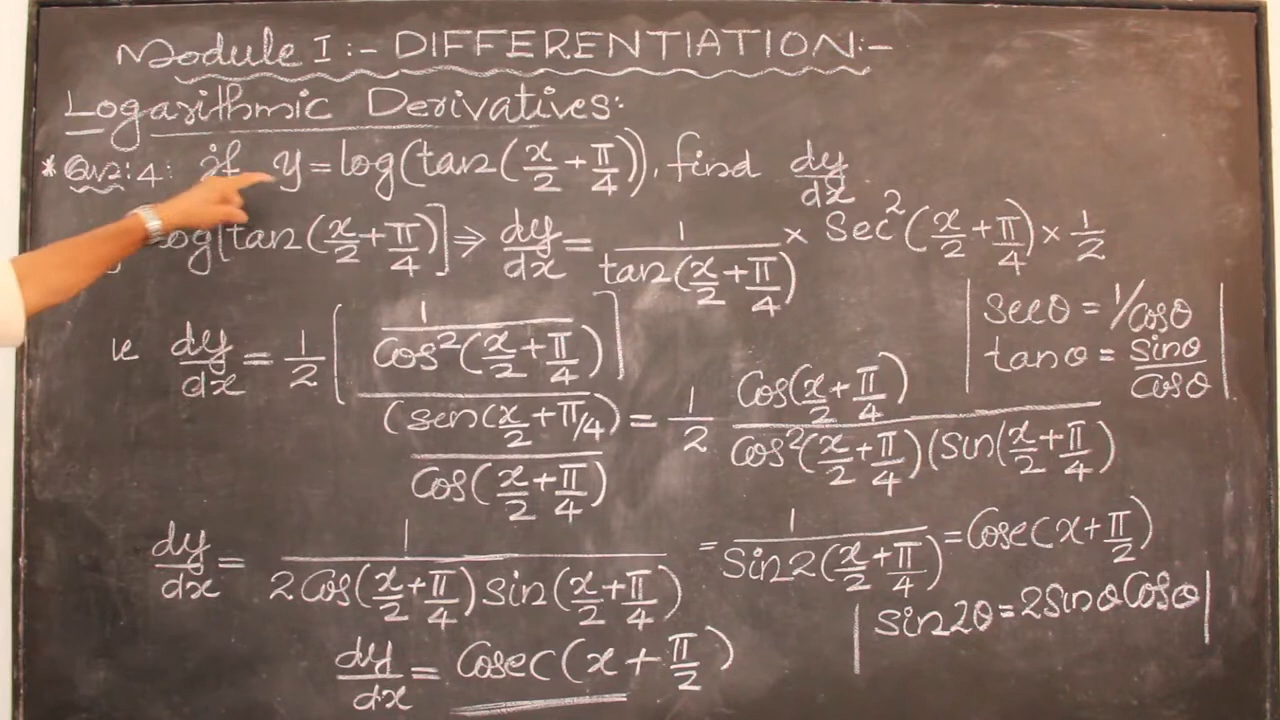 Module I :- DIFFERENTIATION:-
Logarithmic Derivatives:
* Qn: 4: if y = log(tan(x/2 + π/4)), find dy/dx.
log[tan(x/2 + π/4)] ⇒ dy/dx = 1/tan(x/2 + π/4) × Sec²(x/2 + π/4) × 1/2
secθ = 1/cosθ
tanθ = sinθ/cosθ
ie dy/dx = 1/2 [1/cos²(x/2 + π/4)] / (sin(x/2 + π/4)/cos(x/2 + π/4)) = 1/2 Cos(x/2 + π/4) / cos²(x/2 + π/4)(sin(x/2 + π/4)
dy/dx = 1 / 2Cos(x/2 + π/4) sin(x/2 + π/4) = 1 / Sin2(x/2 + π/4) = Cosec(x + π/2)
sin2θ = 2sinθCosθ
dy/dx = Cosec(x + π/2)